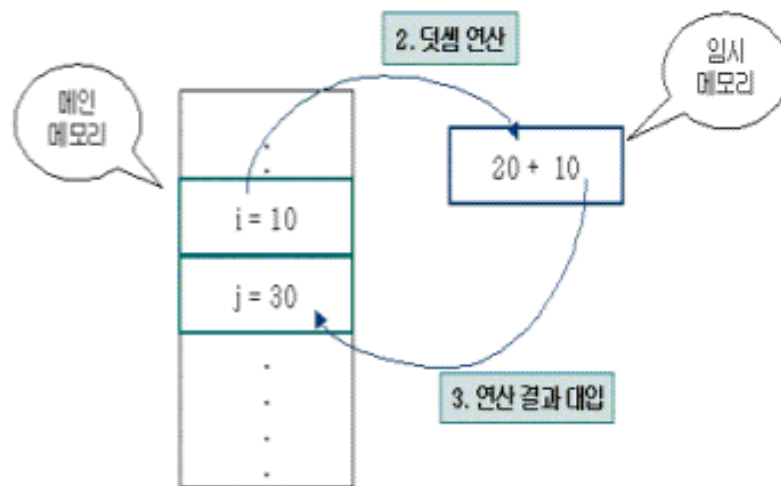 2. 덧셈 연산
임시
메모리
메인
메모리
20 + 10
i = 10
j = 30
3. 연산 결과 대입